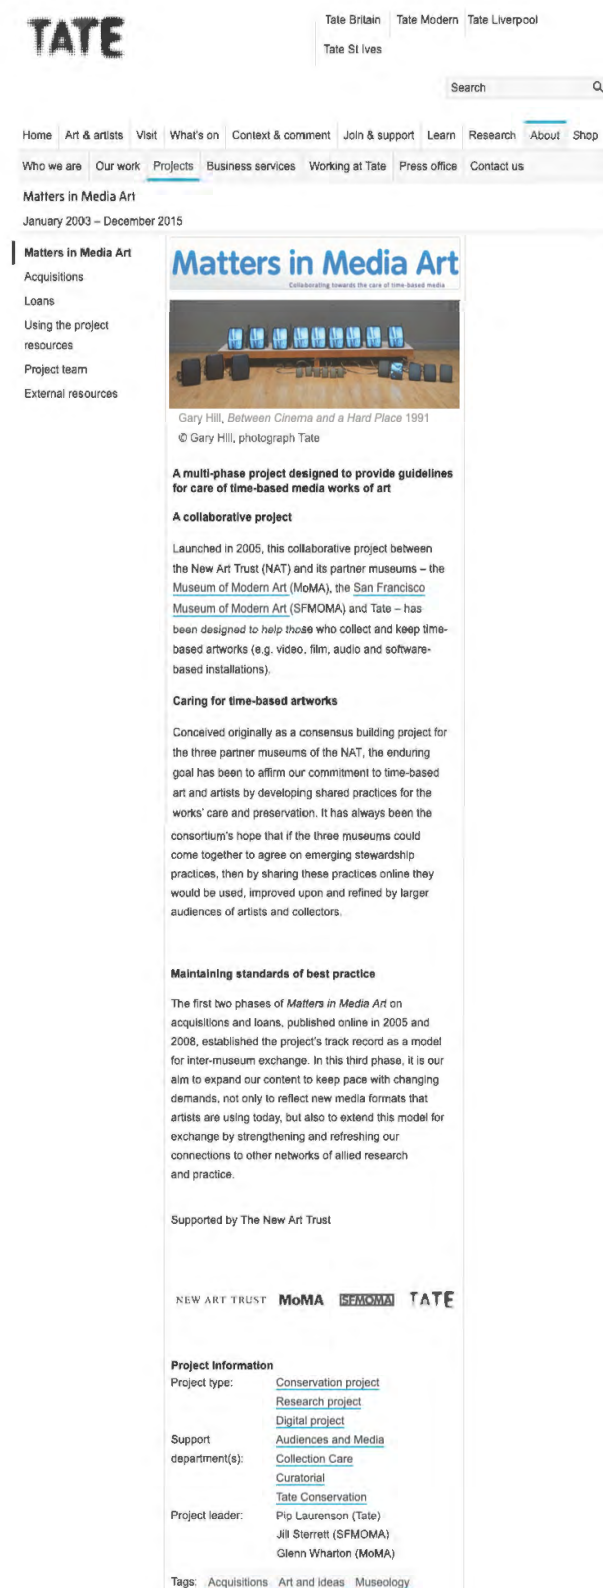 TATE
Tate Britain Tate Modern Tate Liverpool
Tate St Ives
Search
Home Art & artists Visit What's on Context & comment Join & support Learn Research About Shop
Who we are Our work Projects Business services Working at Tate Press office Contact us
Matters in Media Art
January 2003 – December 2015
Matters in Media Art
Acquisitions
Loans
Using the project
resources
Project team
External resources
Matters in Media Art
Collaborating towards the care of time-based media
Gary Hill, Between Cinema and a Hard Place 1991
© Gary Hill, photograph Tate
A multi-phase project designed to provide guidelines
for care of time-based media works of art
A collaborative project
Launched in 2005, this collaborative project between
the New Art Trust (NAT) and its partner museums – the
Museum of Modern Art (MoMA), the San Francisco
Museum of Modern Art (SFMOMA) and Tate – has
been designed to help those who collect and keep time-
based artworks (e.g. video, film, audio and software-
based installations).
Caring for time-based artworks
Conceived originally as a consensus building project for
the three partner museums of the NAT, the enduring
goal has been to affirm our commitment to time-based
art and artists by developing shared practices for the
works' care and preservation. It has always been the
consortium's hope that if the three museums could
come together to agree on emerging stewardship
practices, then by sharing these practices online they
would be used, improved upon and refined by larger
audiences of artists and collectors.
Maintaining standards of best practice
The first two phases of Matters in Media Art on
acquisitions and loans, published online in 2005 and
2008, established the project's track record as a model
for inter-museum exchange. In this third phase, it is our
aim to expand our content to keep pace with changing
demands, not only to reflect new media formats that
artists are using today, but also to extend this model for
exchange by strengthening and refreshing our
connections to other networks of allied research
and practice.
Supported by The New Art Trust
NEW ART TRUST MoMA SFMOMA TATE
Project Information
Project type: Conservation project
Research project
Digital project
Support Audiences and Media
department(s): Collection Care
Curatorial
Tate Conservation
Project leader: Pip Laurenson (Tate)
Jill Sterrett (SFMOMA)
Glenn Wharton (MoMA)
Tags: Acquisitions Art and ideas Museology